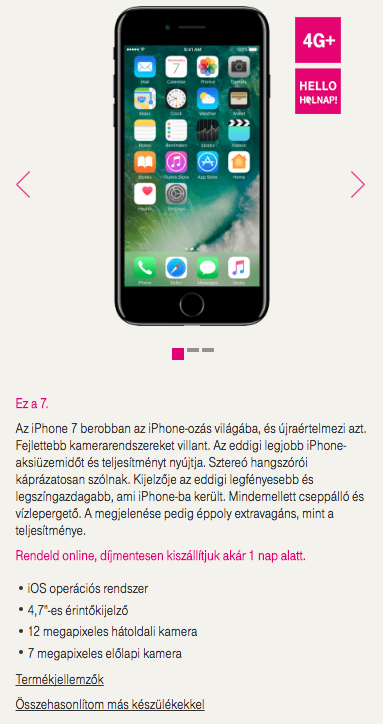 4G+
HELLO
HOLNAP!
9:41 AM
Wednesday
7
Mail
Calendar
Photos
Camera
Maps
Clock
Weather
Wallet
Home
Reminders
Stocks
Videos
iBooks
iTunes Store
App Store
Home
Health
Settings
Phone
Safari
Messages
Music
Ez a 7.
Az iPhone 7 berobban az iPhone-ozás világába, és újraértelmezi azt.
Fejlettebb kamerarendszereket villant. Az eddigi legjobb iPhone-
aksiüzemidőt és teljesítményt nyújtja. Sztereó hangszórói
káprázatosan szólnak. Kijelzője az eddigi legfényesebb és
legszíngazdagabb, ami iPhone-ba került. Mindemellett cseppálló és
vízlepergető. A megjelenése pedig éppoly extravagáns, mint a
teljesítménye.
Rendeld online, díjmentesen kiszállítjuk akár 1 nap alatt.
• iOS operációs rendszer
• 4,7"-es érintőkijelző
• 12 megapixeles hátoldali kamera
• 7 megapixeles előlapi kamera
Termékjellemzők
Összehasonlítom más készülékekkel